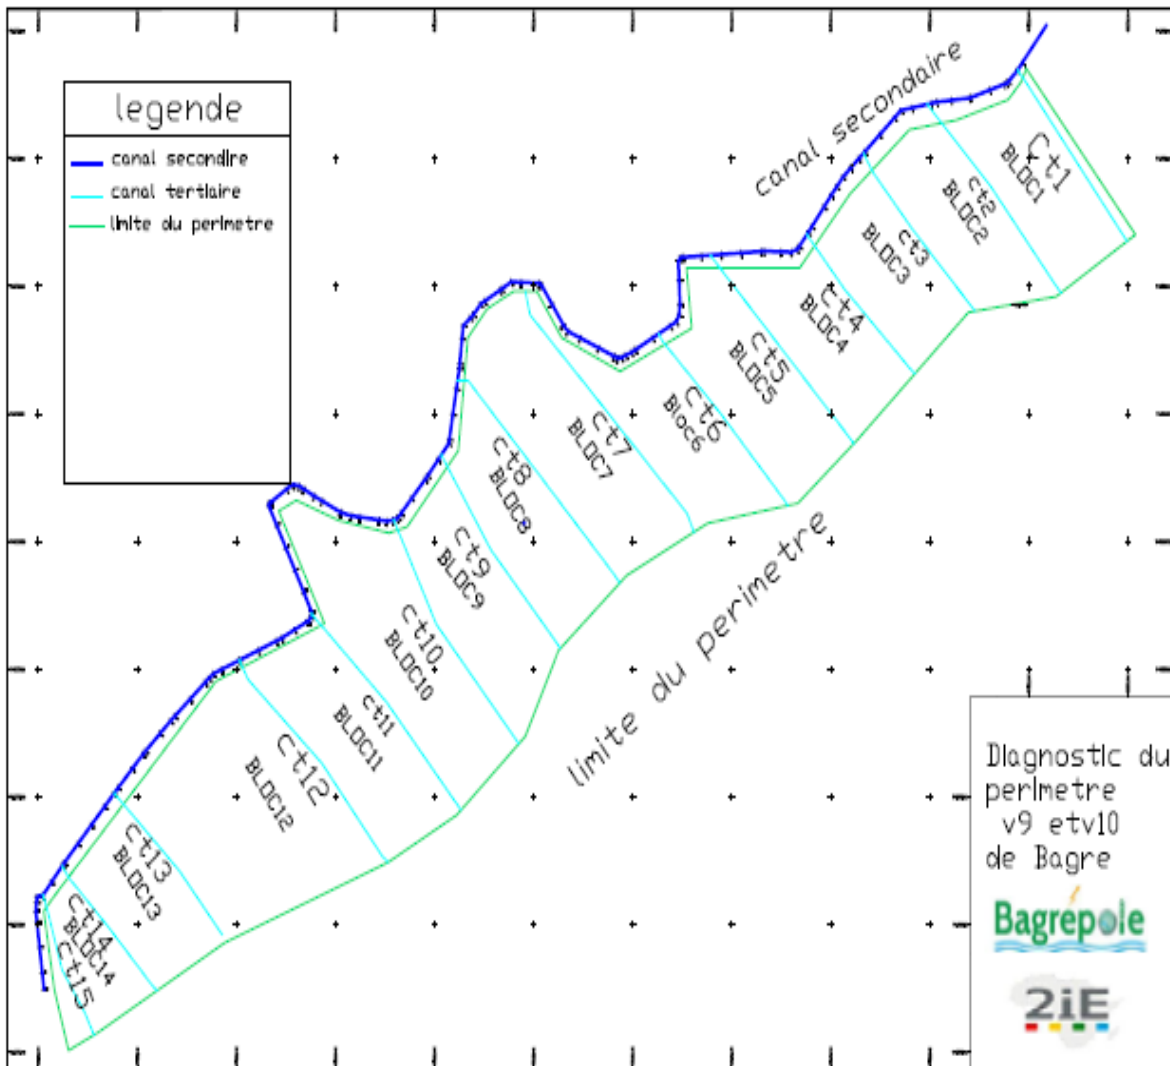 legende
canal secondire
canal tertiaire
limite du perimetre
canal secondaire
Ct1
BLOC1
ct2
BLOC2
ct3
BLOC3
Ct4
BLOC4
Ct5
BLOC5
Ct6
Bloc6
ct7
BLOC7
ct8
BLOC8
ct9
BLOC9
ct10
BLOC10
ct11
BLOC11
Ct12
BLOC12
ct13
BLOC13
ct14
BLOC14
Ct15
limite du perimetre
Diagnostic du
perimetre
v9 etv10
de Bagre
Bagrépole
2iE